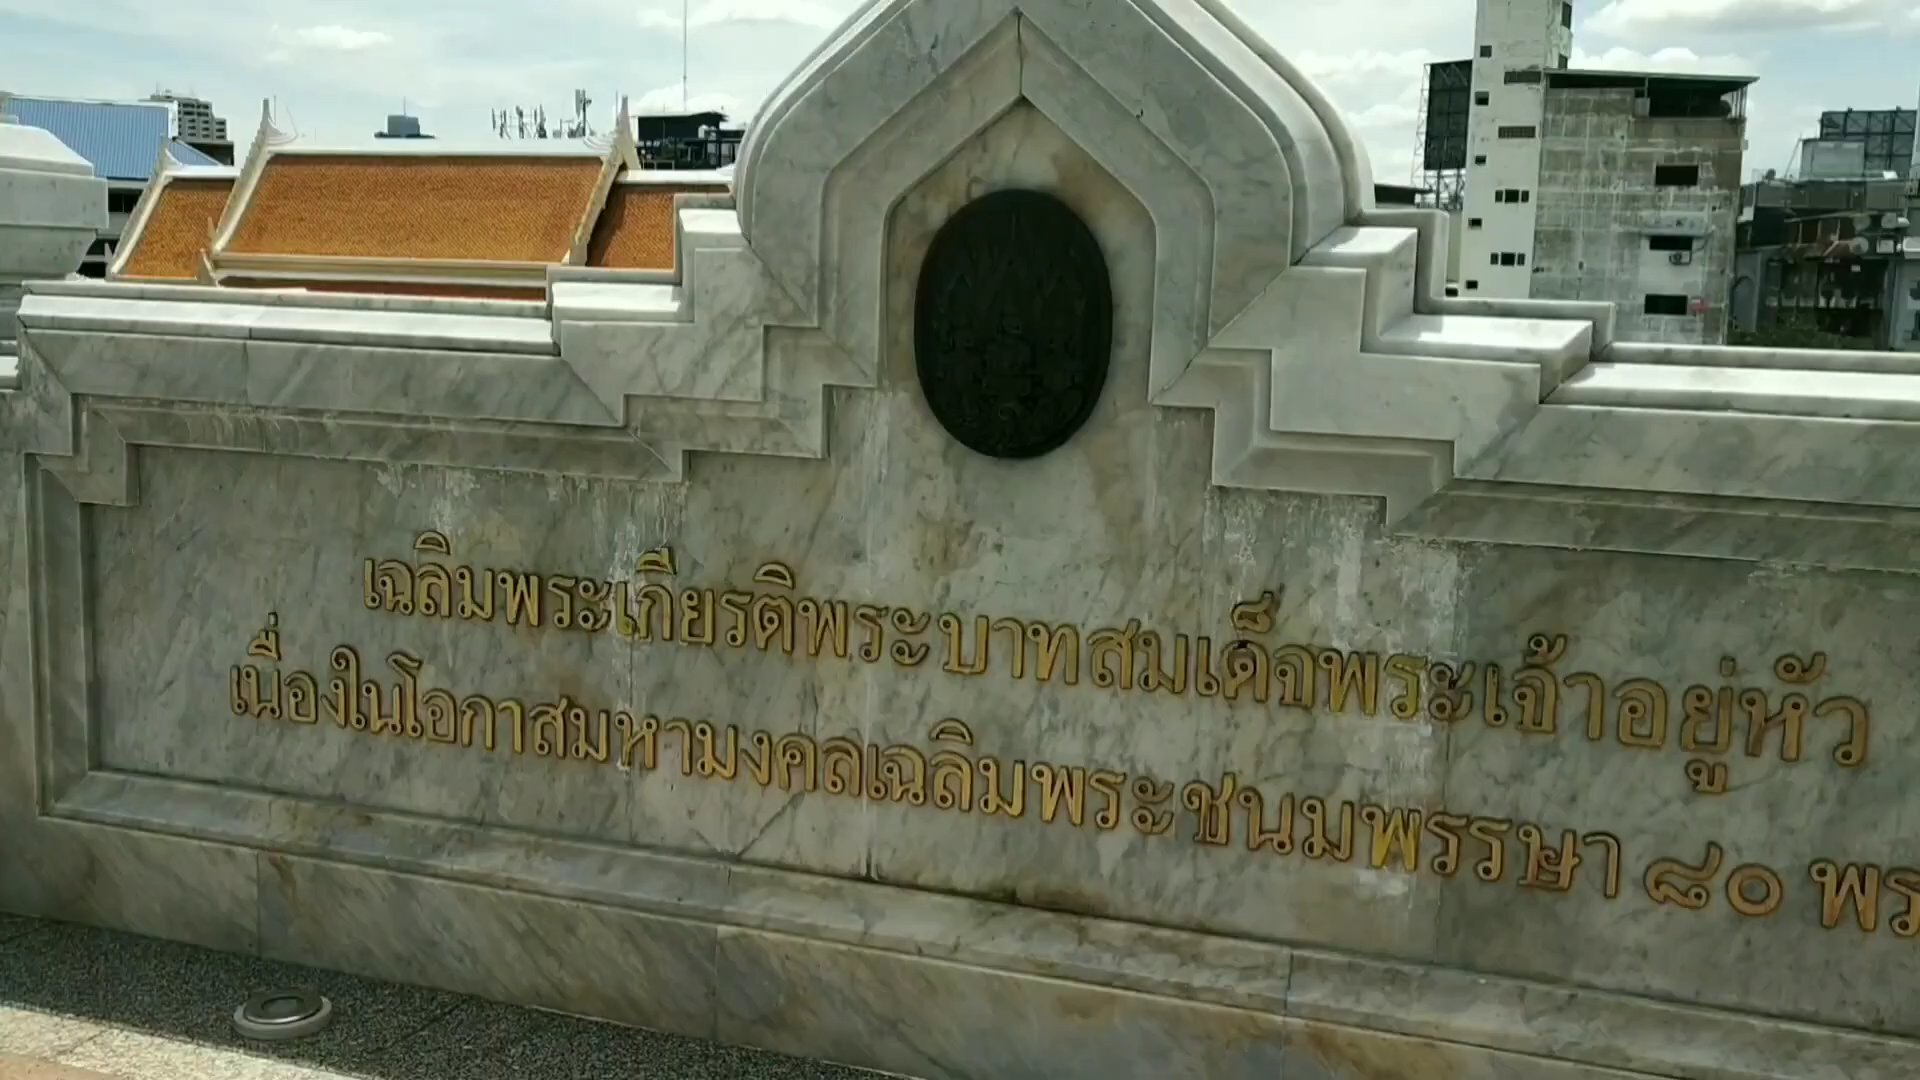 เฉลิมพระเกียรติพระบาทสมเด็จพระเจ้าอยู่หัว
เนื่องในโอกาสมหามงคลเฉลิมพระชนมพรรษา ๘๐ พร